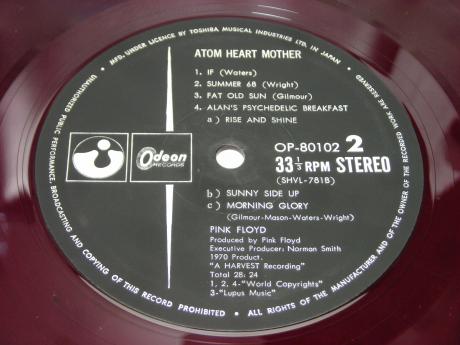 MFD. UNDER LICENCE BY TOSHIBA MUSICAL INDUSTRIES LTD. IN JAPAN •
ALL RIGHTS OF THE MANUFACTURER AND OF THE OWNER OF THE RECORDED WORK ARE RESERVED
UNAUTHORIZED PUBLIC PERFORMANCE BROADCASTING AND COPYING OF THIS RECORD PROHIBITED •
ATOM HEART MOTHER
1. IF (Waters)
2. SUMMER 68 (Wright)
3. FAT OLD SUN (Gilmour)
4. ALAN'S PSYCHEDELIC BREAKFAST
a) RISE AND SHINE
Odeon
RECORDS
OP-80102 2
33 1/3 RPM STEREO
(SHVL-781B)
b) SUNNY SIDE UP
c) MORNING GLORY
(Gilmour-Mason-Waters-Wright)
PINK FLOYD
Produced by Pink Floyd
Executive Producer: Norman Smith
1970 Product.
"A HARVEST Recording"
Total 28: 24
1, 2, 4-"World Copyrights"
3-"Lupus Music"